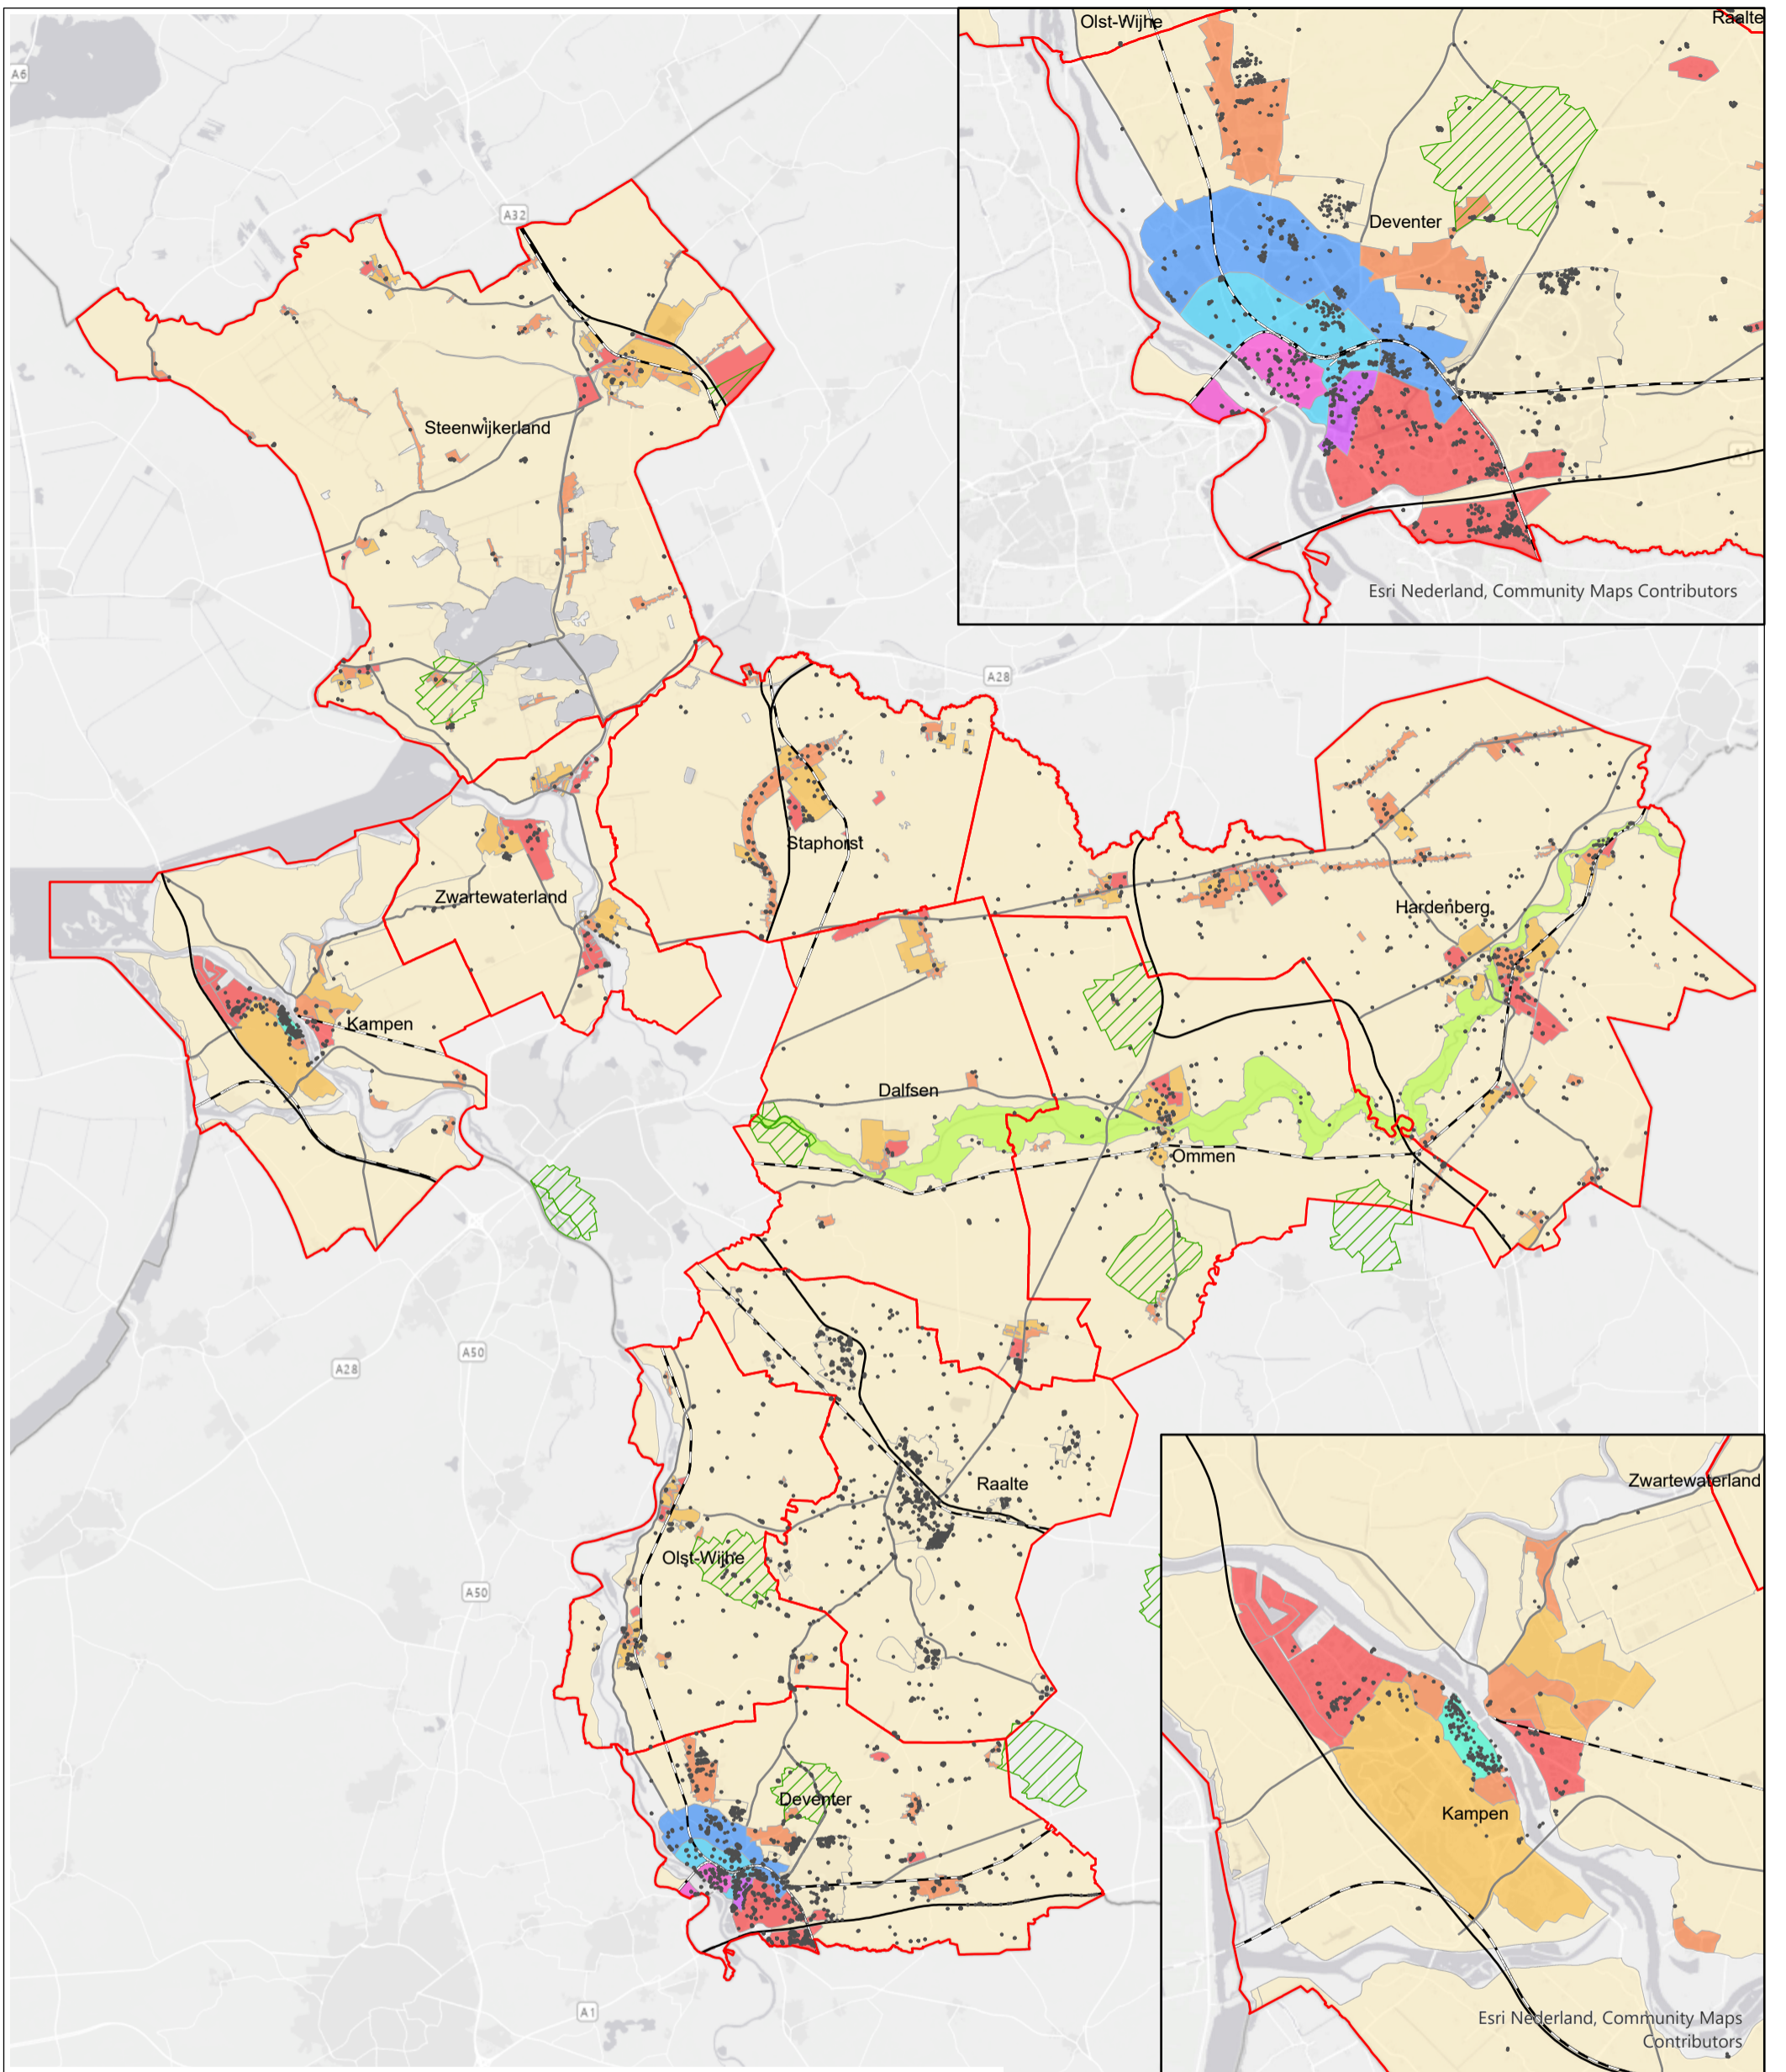 Olst-Wijhe
Raalte
A6
Deventer
A32
A1
Steenwijkerland
Esri Nederland, Community Maps Contributors
A28
Staphorst
Zwartewaterland
Hardenberg
Kampen
Dalfsen
Ommen
A50
A28
Raalte
Zwartewaterland
Olst-Wijhe
A50
Deventer
Kampen
A1
Esri Nederland, Community Maps
Contributors